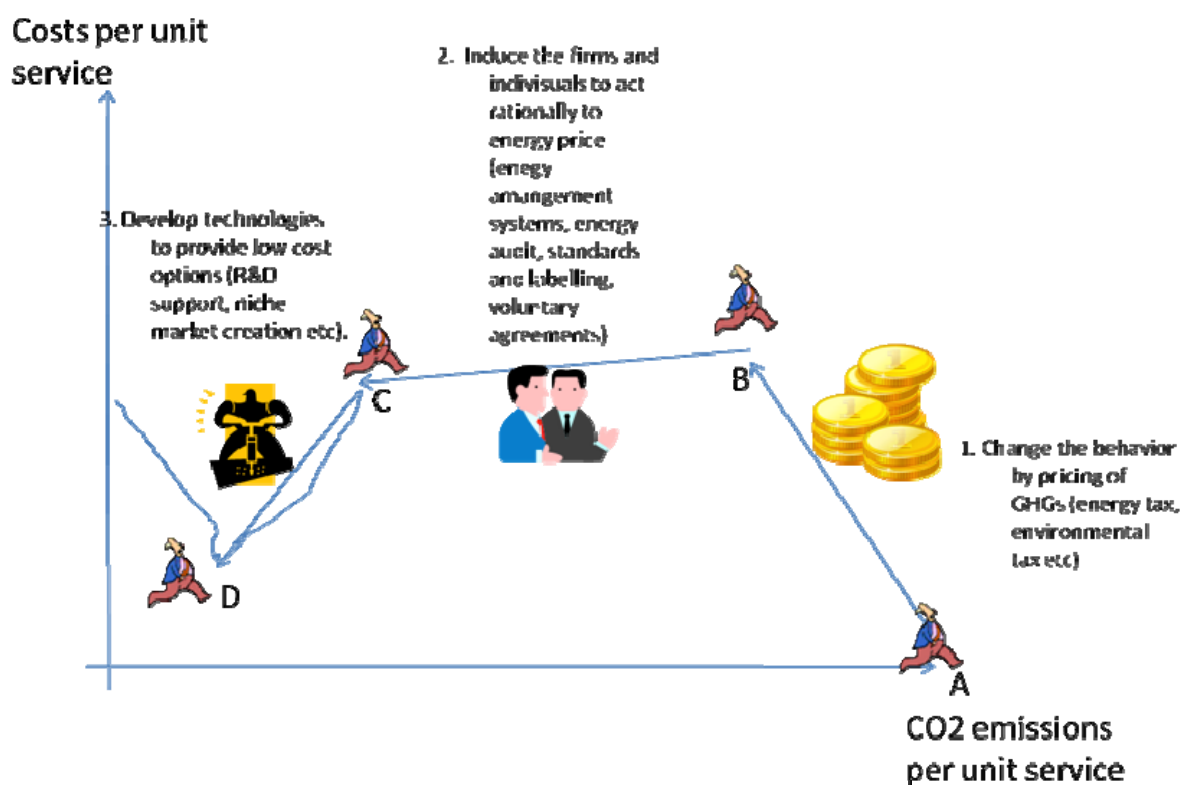 Costs per unit
service
2. Induce the firms and
indivisuals to act
rationally to
energy price
(enegy
amangement
systems, energy
audit, standards
and labelling,
voluntary
agreements)
3. Develop technologies
to provide low cost
options (R&D
support, niche
market creation etc).
C
B
1. Change the behavior
by pricing of
GHGs (energy tax,
environmental
tax etc)
D
A
CO2 emissions
per unit service